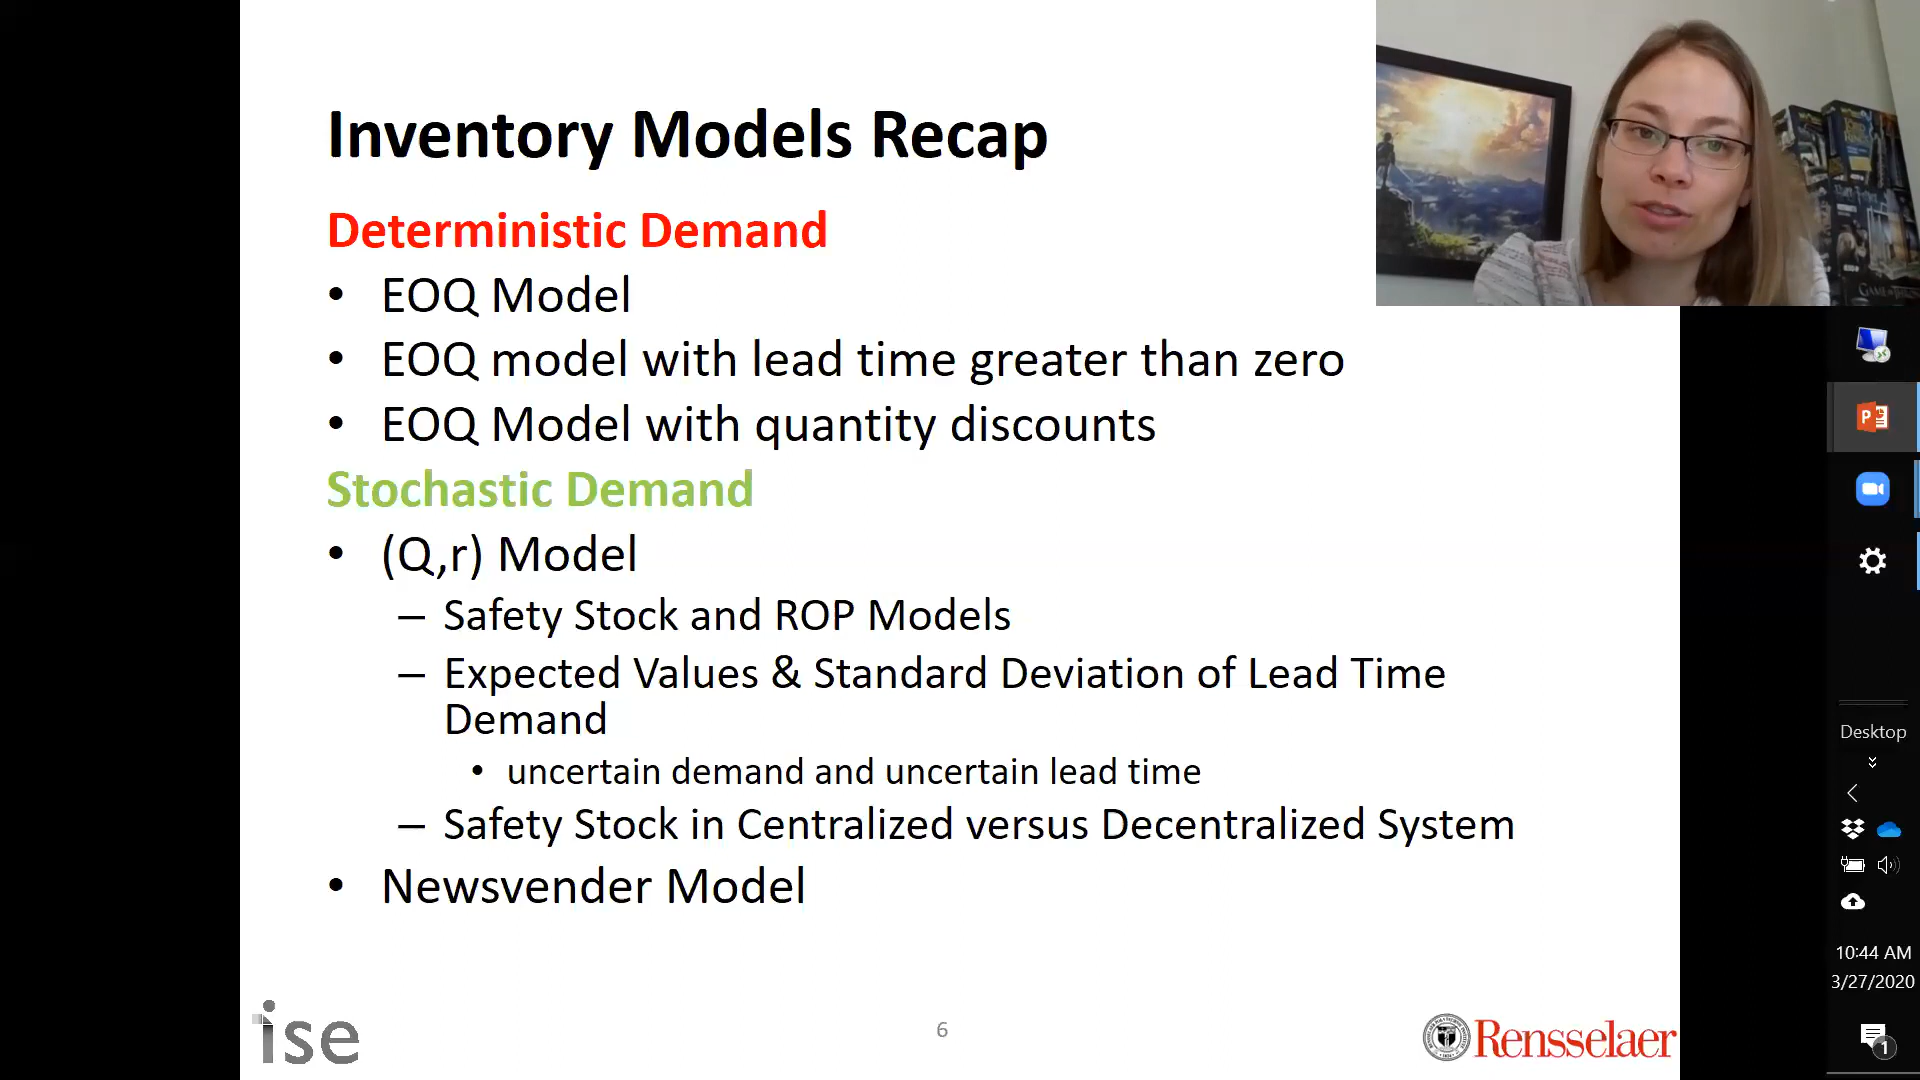 Inventory Models Recap
Deterministic Demand
• EOQ Model
• EOQ model with lead time greater than zero
• EOQ Model with quantity discounts
Stochastic Demand
• (Q,r) Model
– Safety Stock and ROP Models
– Expected Values & Standard Deviation of Lead Time
Demand
• uncertain demand and uncertain lead time
– Safety Stock in Centralized versus Decentralized System
• Newsvender Model
ise
6
Rensselaer
Desktop
10:44 AM
3/27/2020
1